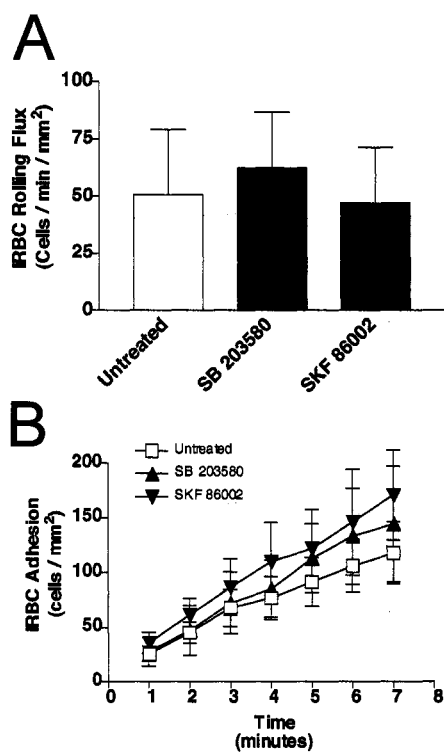 A
IRBC Rolling Flux
(Cells / min / mm²)
100
75
50
25
0
Untreated
SB 203580
SKF 86002
B
IRBC Adhesion
(cells / mm²)
200
150
100
50
0
Untreated
SB 203580
SKF 86002
0 1 2 3 4 5 6 7 8
Time
(minutes)